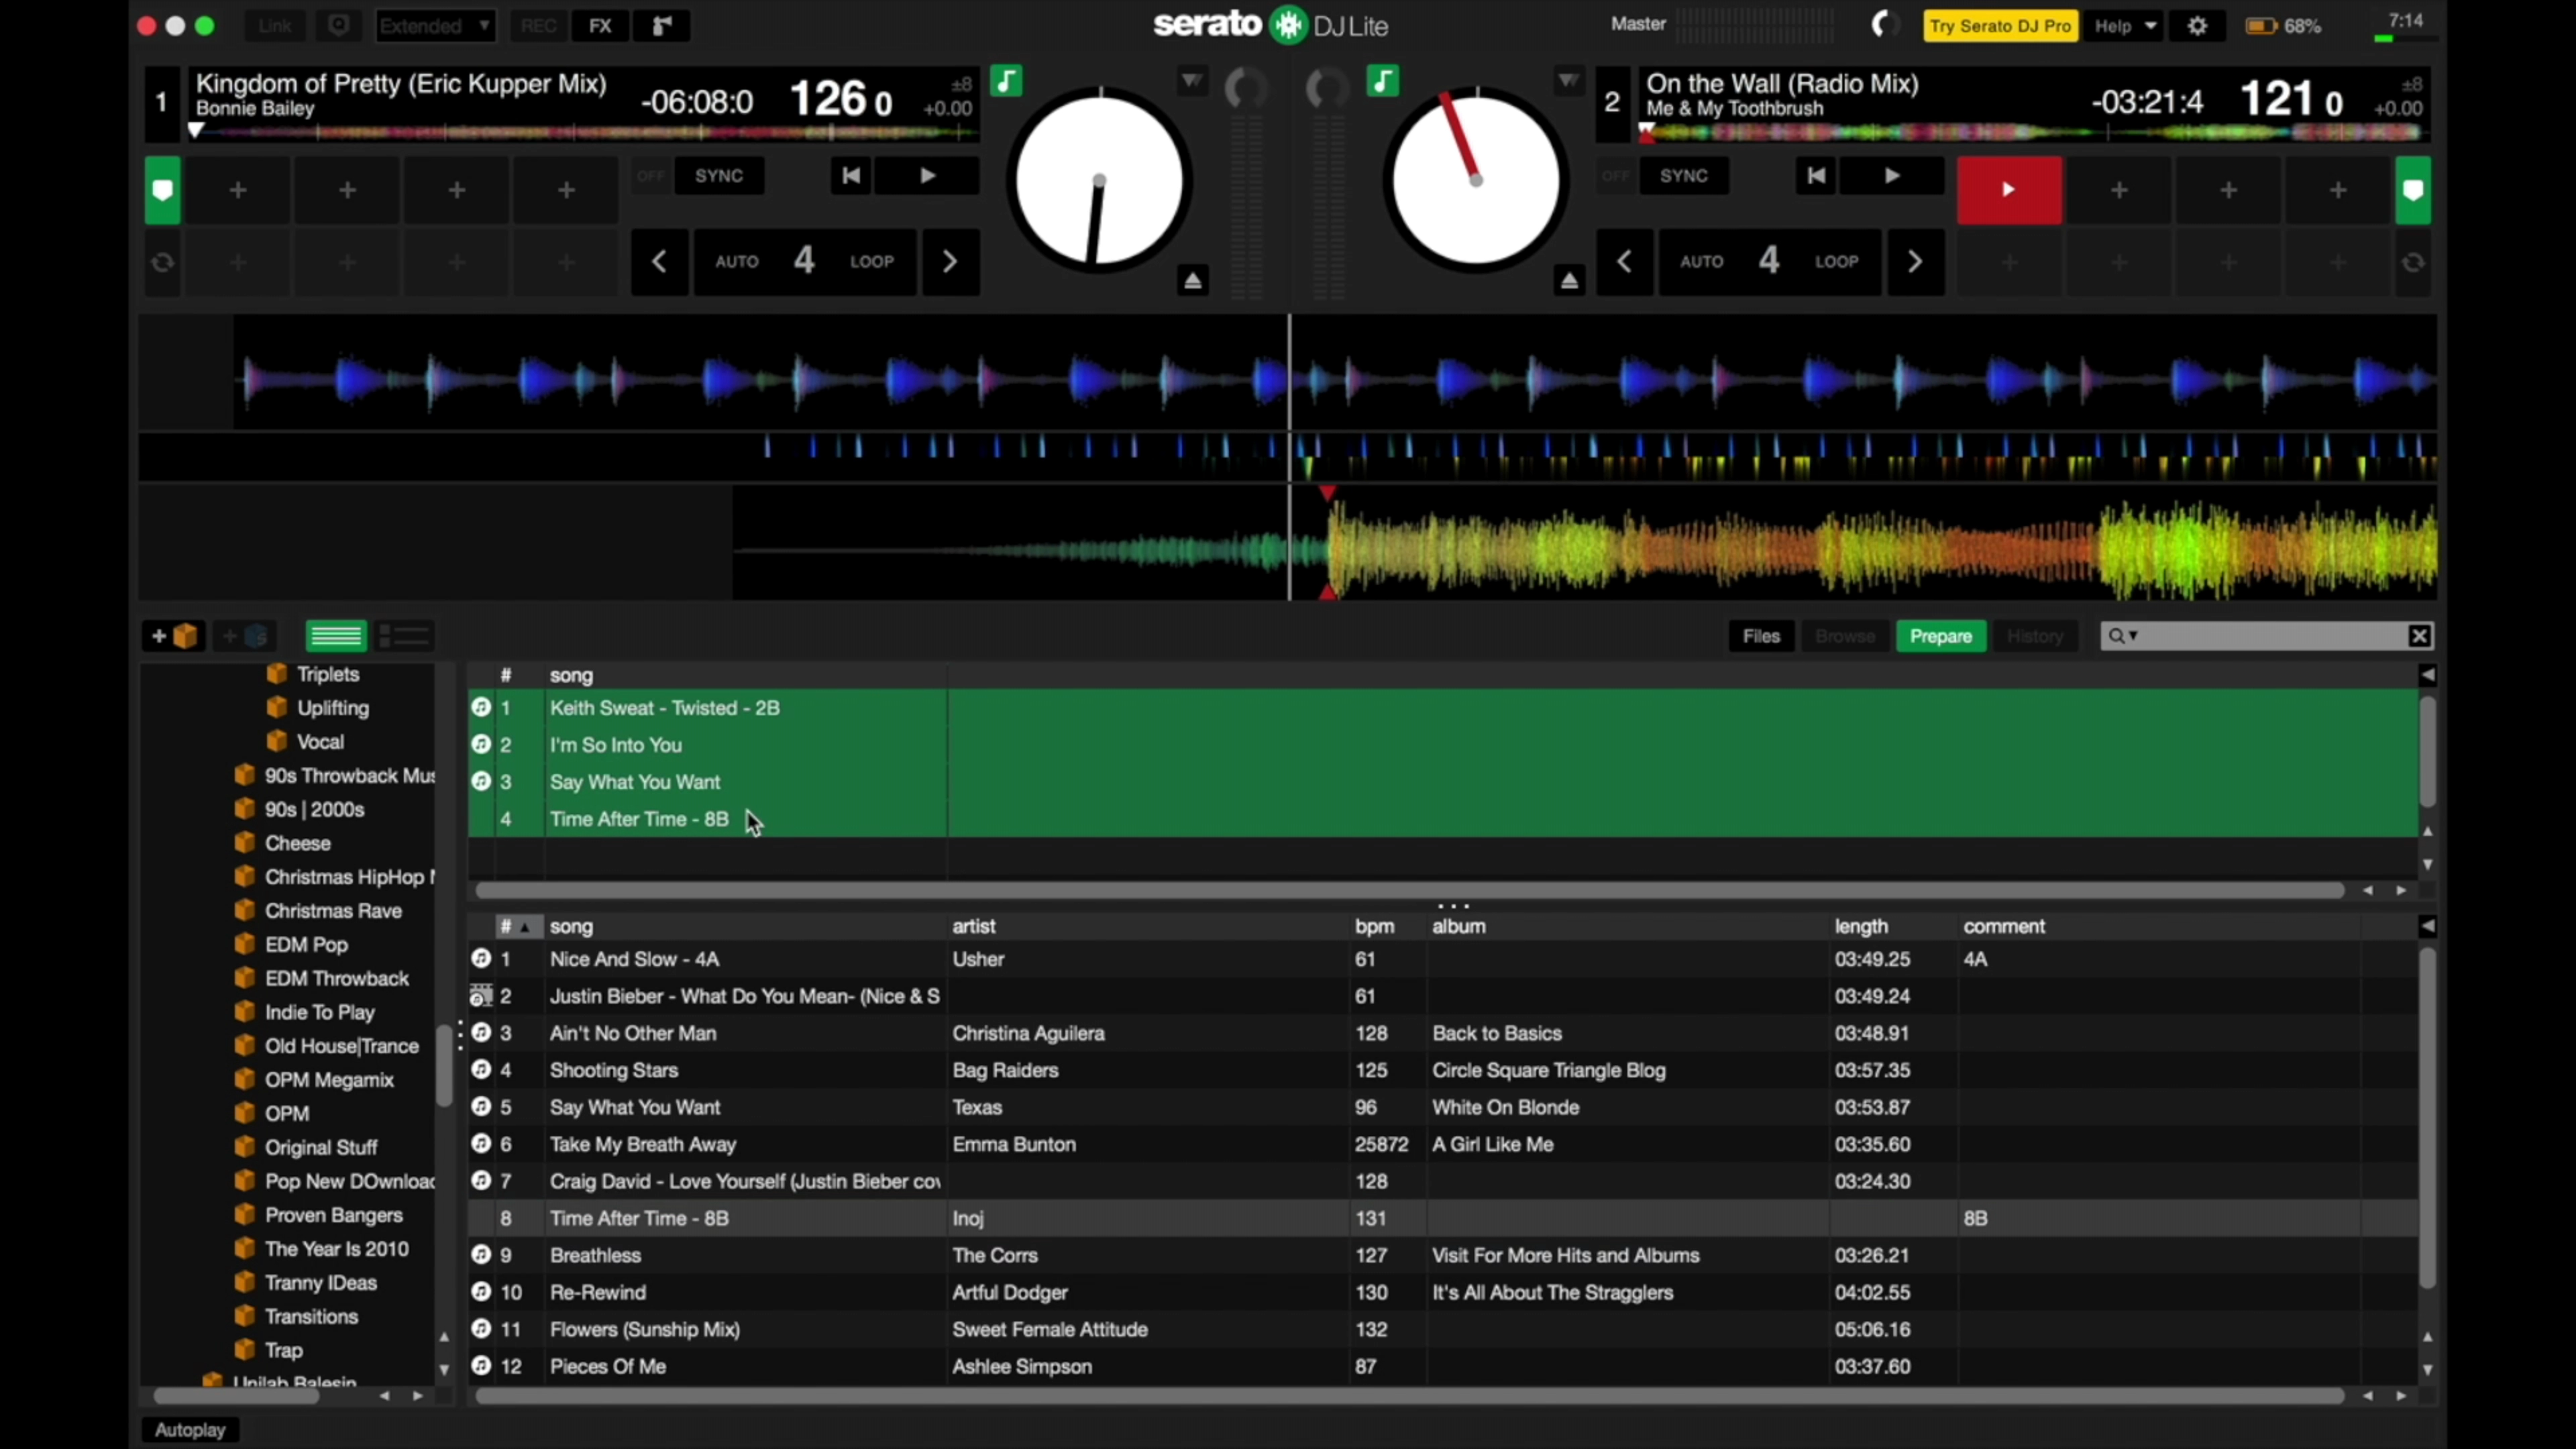 Link Extended REC FX serato DJ Lite Master Try Serato DJ Pro Help 68% 7:14
1 Kingdom of Pretty (Eric Kupper Mix) -06:08:0 126 0 ±8
Bonnie Bailey +0.00
2 On the Wall (Radio Mix) -03:21:4 121 0 ±8
Me & My Toothbrush +0.00
OFF SYNC
OFF SYNC
AUTO 4 LOOP
AUTO 4 LOOP
Files Browse Prepare History
Triplets
Uplifting
Vocal
90s Throwback Mus
90s | 2000s
Cheese
Christmas HipHop
Christmas Rave
EDM Pop
EDM Throwback
Indie To Play
Old House|Trance
OPM Megamix
OPM
Original Stuff
Pop New DOwnload
Proven Bangers
The Year Is 2010
Tranny IDeas
Transitions
Trap
Unilab Balesin
# song
1 Keith Sweat - Twisted - 2B
2 I'm So Into You
3 Say What You Want
4 Time After Time - 8B
# song artist bpm album length comment
1 Nice And Slow - 4A Usher 61 03:49.25 4A
2 Justin Bieber - What Do You Mean- (Nice & S 61 03:49.24
3 Ain't No Other Man Christina Aguilera 128 Back to Basics 03:48.91
4 Shooting Stars Bag Raiders 125 Circle Square Triangle Blog 03:57.35
5 Say What You Want Texas 96 White On Blonde 03:53.87
6 Take My Breath Away Emma Bunton 25872 A Girl Like Me 03:35.60
7 Craig David - Love Yourself (Justin Bieber cov 128 03:24.30
8 Time After Time - 8B Inoj 131 8B
9 Breathless The Corrs 127 Visit For More Hits and Albums 03:26.21
10 Re-Rewind Artful Dodger 130 It's All About The Stragglers 04:02.55
11 Flowers (Sunship Mix) Sweet Female Attitude 132 05:06.16
12 Pieces Of Me Ashlee Simpson 87 03:37.60
Autoplay